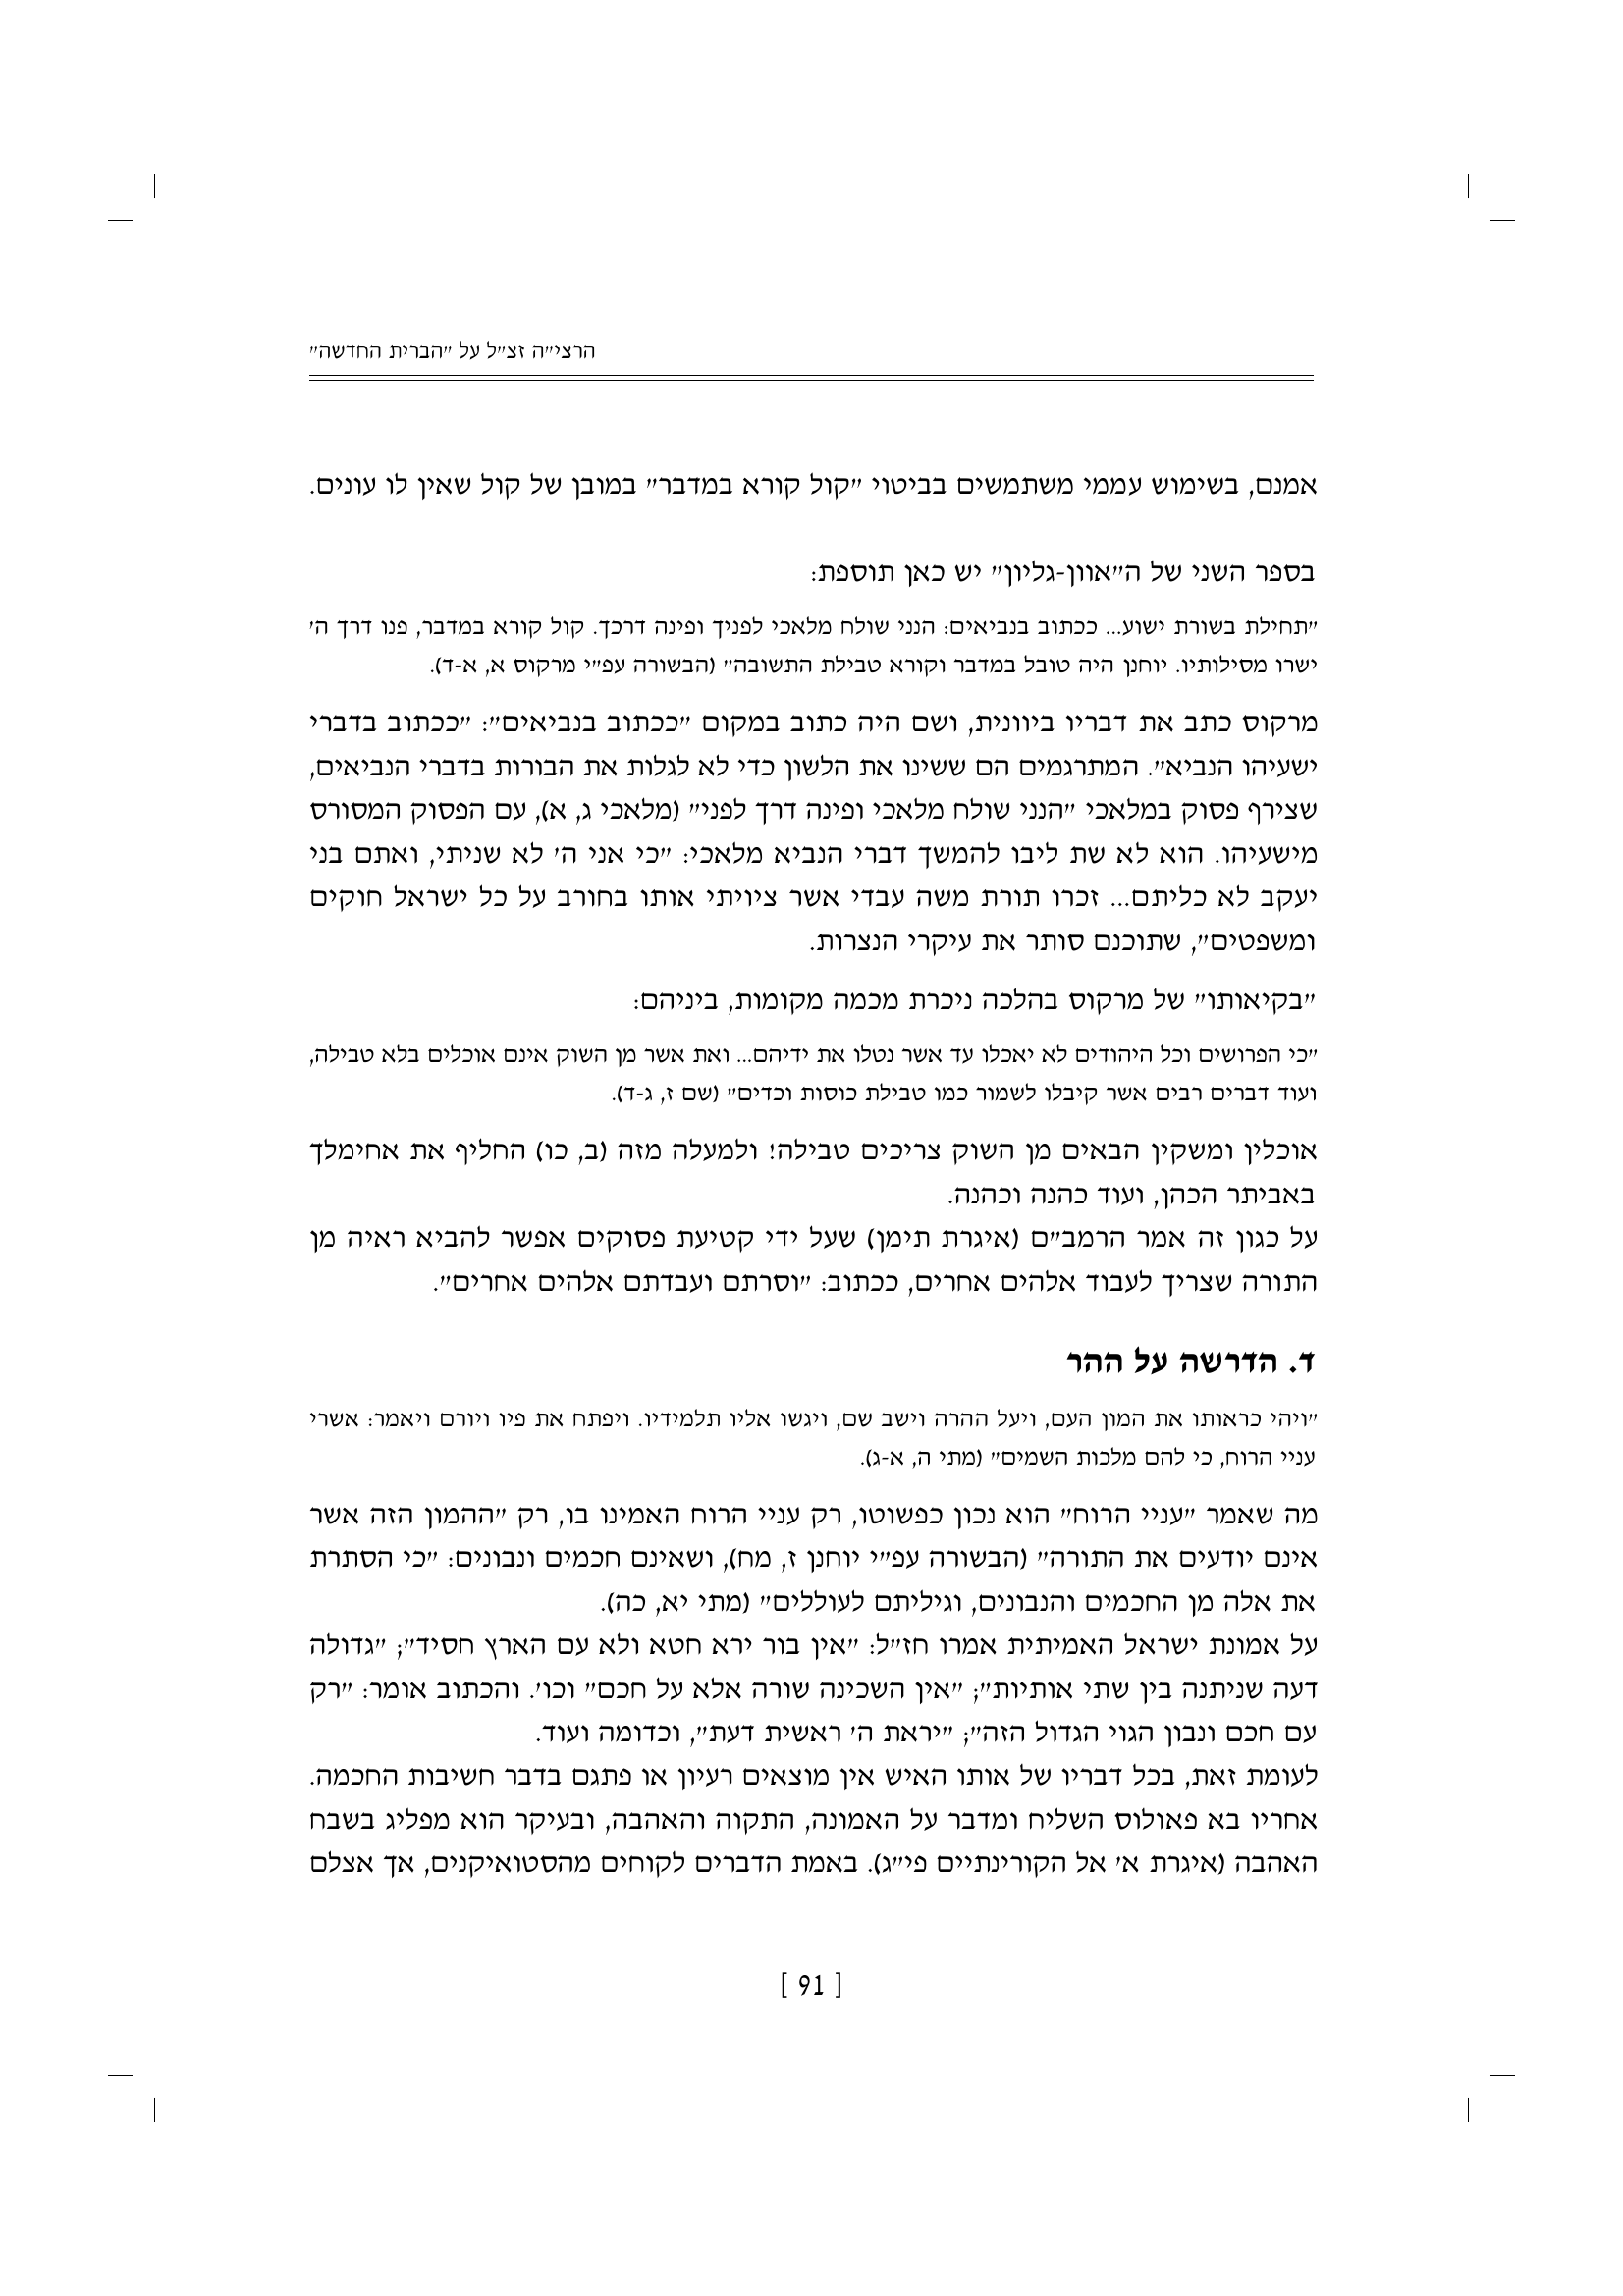 הרצי"ה זצ"ל על "הברית החדשה"
אמנם, בשימוש עממי משתמשים בביטוי "קול קורא במדבר" במובן של קול שאין לו עונים.
בספר השני של ה"אוון-גליון" יש כאן תוספת:
"תחילת בשורת ישוע... ככתוב בנביאים: הנני שולח מלאכי לפניך ופינה דרכך. קול קורא במדבר, פנו דרך ה'
ישרו מסילותיו. יוחנן היה טובל במדבר וקורא טבילת התשובה" (הבשורה עפ"י מרקוס א, א-ד).
מרקוס כתב את דבריו ביוונית, ושם היה כתוב במקום "ככתוב בנביאים": "ככתוב בדברי
ישעיהו הנביא". המתרגמים הם ששינו את הלשון כדי לא לגלות את הבורות בדברי הנביאים,
שצירף פסוק במלאכי "הנני שולח מלאכי ופינה דרך לפני" (מלאכי ג, א), עם הפסוק המסורס
מישעיהו. הוא לא שת ליבו להמשך דברי הנביא מלאכי: "כי אני ה' לא שניתי, ואתם בני
יעקב לא כליתם... זכרו תורת משה עבדי אשר ציויתי אותו בחורב על כל ישראל חוקים
ומשפטים", שתוכנם סותר את עיקרי הנצרות.
"בקיאותו" של מרקוס בהלכה ניכרת מכמה מקומות, ביניהם:
"כי הפרושים וכל היהודים לא יאכלו עד אשר נטלו את ידיהם... ואת אשר מן השוק אינם אוכלים בלא טבילה,
ועוד דברים רבים אשר קיבלו לשמור כמו טבילת כוסות וכדים" (שם ז, ג-ד).
אוכלין ומשקין הבאים מן השוק צריכים טבילה! ולמעלה מזה (ב, כו) החליף את אחימלך
באביתר הכהן, ועוד כהנה וכהנה.
על כגון זה אמר הרמב"ם (איגרת תימן) שעל ידי קטיעת פסוקים אפשר להביא ראיה מן
התורה שצריך לעבוד אלהים אחרים, ככתוב: "וסרתם ועבדתם אלהים אחרים".
ד. הדרשה על ההר
"ויהי כראותו את המון העם, ויעל ההרה וישב שם, ויגשו אליו תלמידיו. ויפתח את פיו ויורם ויאמר: אשרי
עניי הרוח, כי להם מלכות השמים" (מתי ה, א-ג).
מה שאמר "עניי הרוח" הוא נכון כפשוטו, רק עניי הרוח האמינו בו, רק "ההמון הזה אשר
אינם יודעים את התורה" (הבשורה עפ"י יוחנן ז, מח), ושאינם חכמים ונבונים: "כי הסתרת
את אלה מן החכמים והנבונים, וגיליתם לעוללים" (מתי יא, כה).
על אמונת ישראל האמיתית אמרו חז"ל: "אין בור ירא חטא ולא עם הארץ חסיד"; "גדולה
דעה שניתנה בין שתי אותיות"; "אין השכינה שורה אלא על חכם" וכו'. והכתוב אומר: "רק
עם חכם ונבון הגוי הגדול הזה"; "יראת ה' ראשית דעת", וכדומה ועוד.
לעומת זאת, בכל דבריו של אותו האיש אין מוצאים רעיון או פתגם בדבר חשיבות החכמה.
אחריו בא פאולוס השליח ומדבר על האמונה, התקוה והאהבה, ובעיקר הוא מפליג בשבח
האהבה (איגרת א' אל הקורינתיים פי"ג). באמת הדברים לקוחים מהסטואיקנים, אך אצלם
[ 91 ]